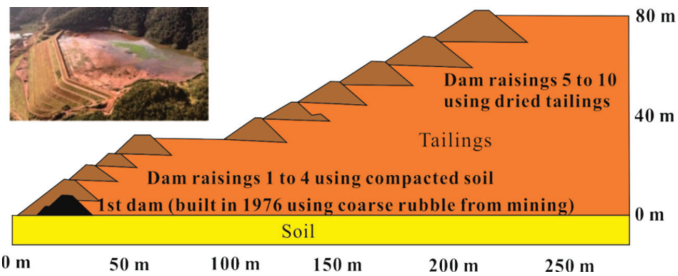 80 m
Dam raisings 5 to 10
using dried tailings
40 m
Tailings
Dam raisings 1 to 4 using compacted soil
1st dam (built in 1976 using coarse rubble from mining)
0 m
Soil
0 m 50 m 100 m 150 m 200 m 250 m